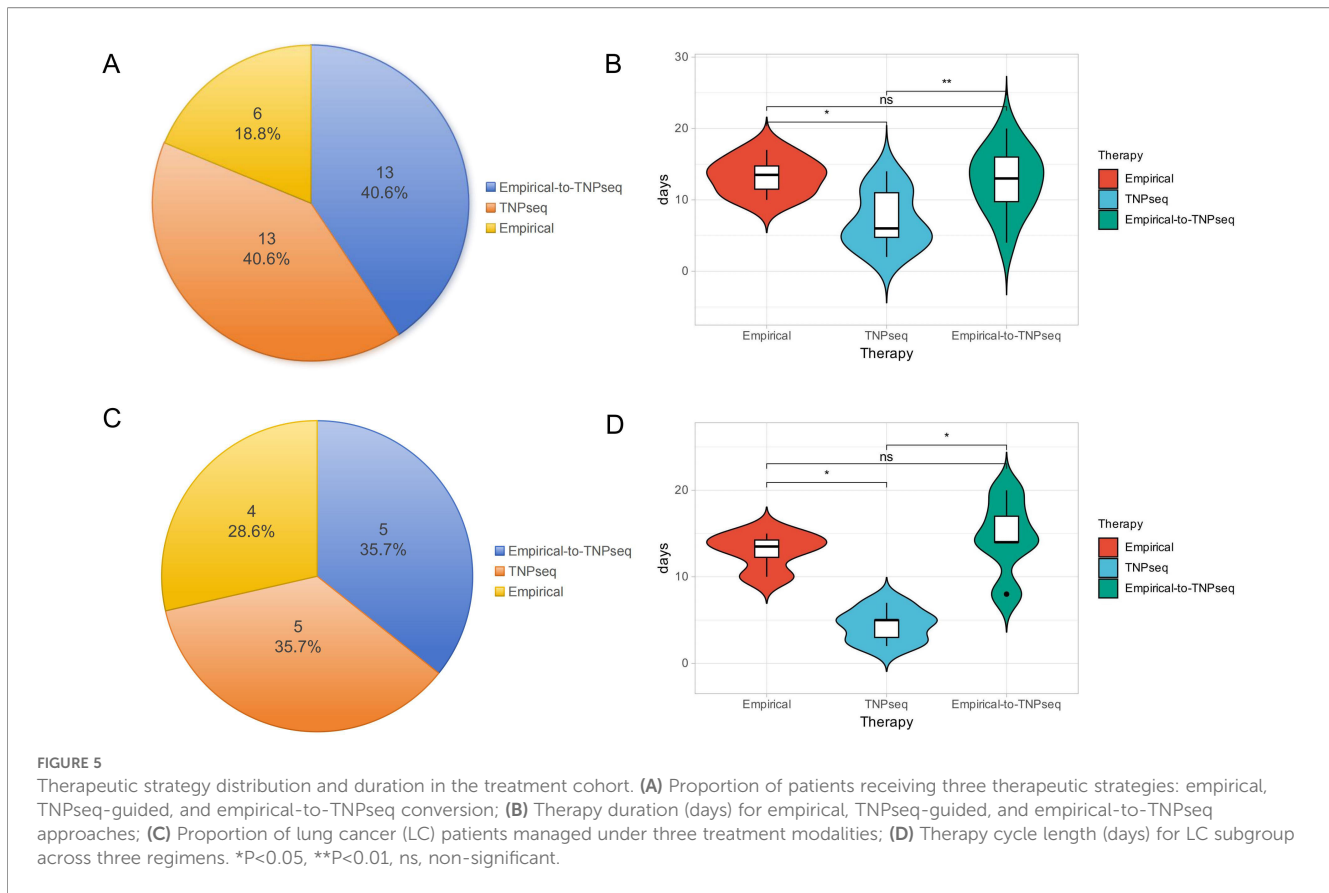 A
6
18.8%
13
40.6%
13
40.6%
Empirical-to-TNPseq
TNPseq
Empirical
B
30
20
10
0
days
**
ns
*
Empirical
TNPseq
Empirical-to-TNPseq
Therapy
Therapy
Empirical
TNPseq
Empirical-to-TNPseq
C
4
28.6%
5
35.7%
5
35.7%
Empirical-to-TNPseq
TNPseq
Empirical
D
20
10
0
days
*
ns
*
Empirical
TNPseq
Empirical-to-TNPseq
Therapy
Therapy
Empirical
TNPseq
Empirical-to-TNPseq
FIGURE 5
Therapeutic strategy distribution and duration in the treatment cohort. (A) Proportion of patients receiving three therapeutic strategies: empirical,
TNPseq-guided, and empirical-to-TNPseq conversion; (B) Therapy duration (days) for empirical, TNPseq-guided, and empirical-to-TNPseq
approaches; (C) Proportion of lung cancer (LC) patients managed under three treatment modalities; (D) Therapy cycle length (days) for LC subgroup
across three regimens. *P<0.05, **P<0.01, ns, non-significant.